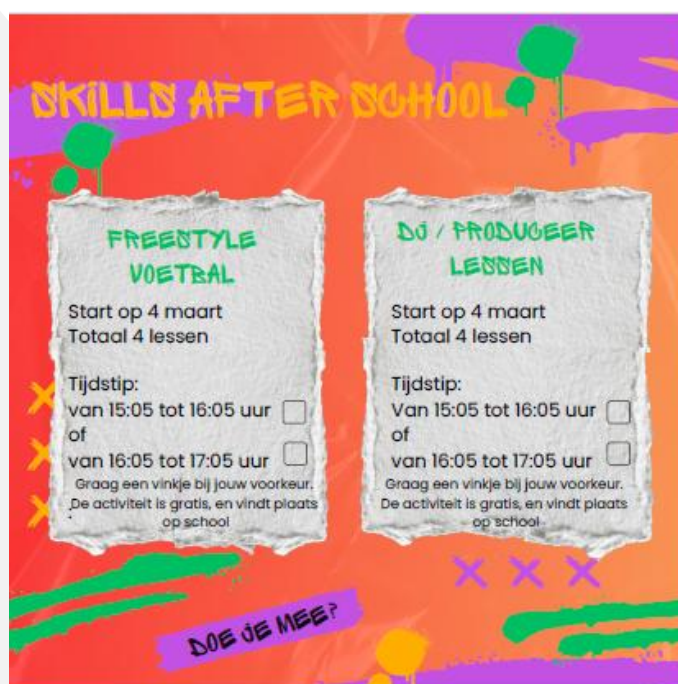 SKILLS AFTER SCHOOL
FREESTYLE
VOETBAL
Start op 4 maart
Totaal 4 lessen
Tijdstip:
van 15:05 tot 16:05 uur
of
van 16:05 tot 17:05 uur
Graag een vinkje bij jouw voorkeur.
De activiteit is gratis, en vindt plaats
op school
DJ / PRODUCEER
LESSEN
Start op 4 maart
Totaal 4 lessen
Tijdstip:
Van 15:05 tot 16:05 uur
of
van 16:05 tot 17:05 uur
Graag een vinkje bij jouw voorkeur.
De activiteit is gratis, en vindt plaats
op school
DOE JE MEE?